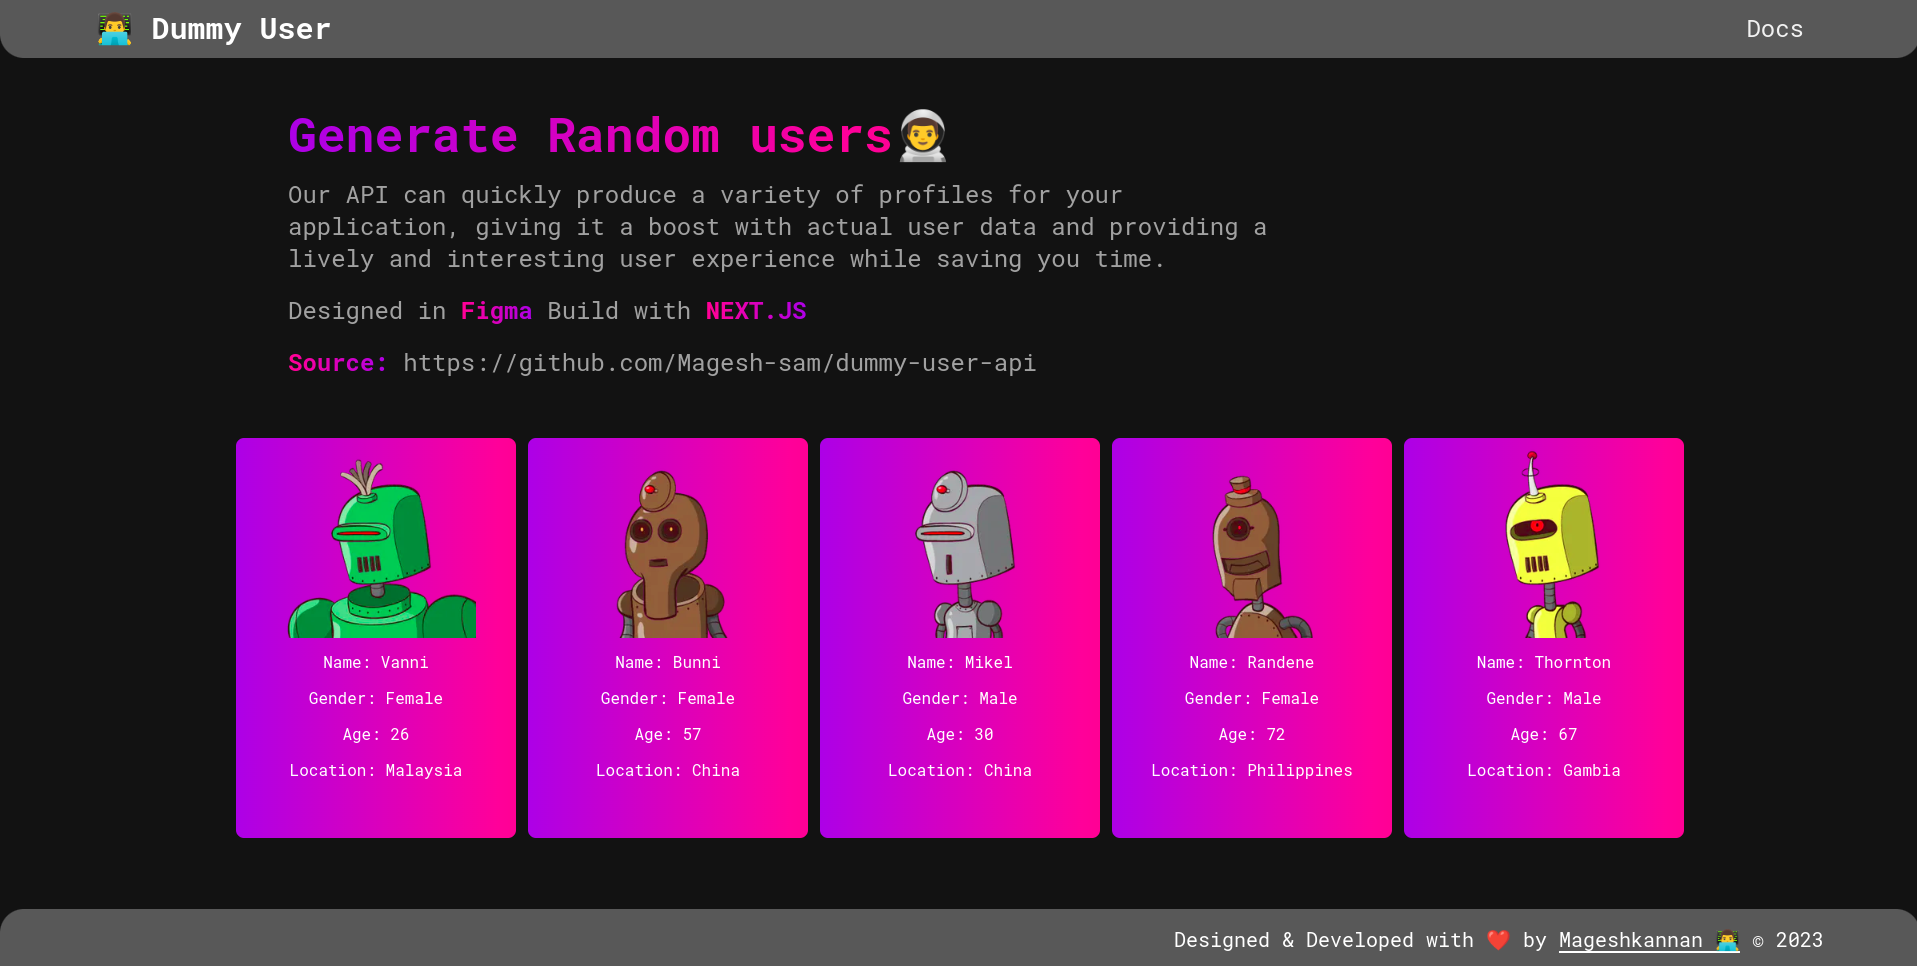 👨‍💻 Dummy User
Docs
Generate Random users👨‍🚀
Our API can quickly produce a variety of profiles for your
application, giving it a boost with actual user data and providing a
lively and interesting user experience while saving you time.
Designed in Figma Build with NEXT.JS
Source: https://github.com/Magesh-sam/dummy-user-api
Name: Vanni
Gender: Female
Age: 26
Location: Malaysia
Name: Bunni
Gender: Female
Age: 57
Location: China
Name: Mikel
Gender: Male
Age: 30
Location: China
Name: Randene
Gender: Female
Age: 72
Location: Philippines
Name: Thornton
Gender: Male
Age: 67
Location: Gambia
Designed & Developed with ❤️ by Mageshkannan 👨‍💻 © 2023